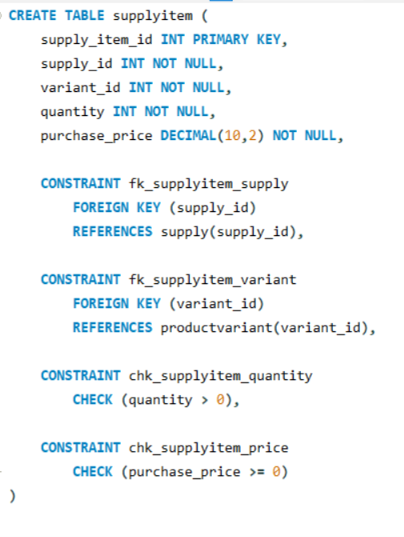 CREATE TABLE supplyitem (
supply_item_id INT PRIMARY KEY,
supply_id INT NOT NULL,
variant_id INT NOT NULL,
quantity INT NOT NULL,
purchase_price DECIMAL(10,2) NOT NULL,
CONSTRAINT fk_supplyitem_supply
FOREIGN KEY (supply_id)
REFERENCES supply(supply_id),
CONSTRAINT fk_supplyitem_variant
FOREIGN KEY (variant_id)
REFERENCES productvariant(variant_id),
CONSTRAINT chk_supplyitem_quantity
CHECK (quantity > 0),
CONSTRAINT chk_supplyitem_price
CHECK (purchase_price >= 0)
)